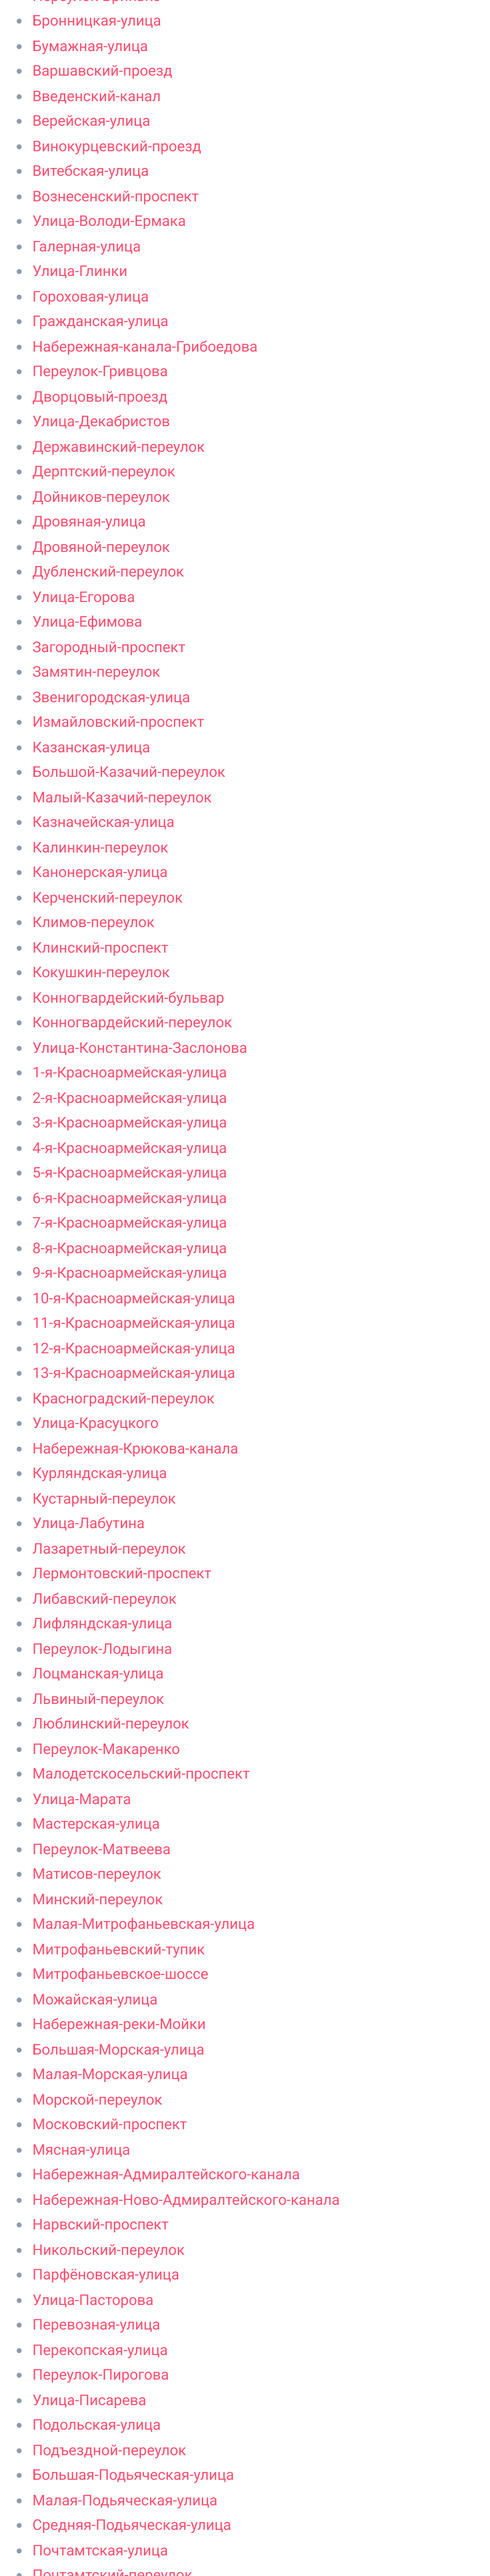 Бронницкая-улица
Бумажная-улица
Варшавский-проезд
Введенский-канал
Верейская-улица
Винокурцевский-проезд
Витебская-улица
Вознесенский-проспект
Улица-Володи-Ермака
Галерная-улица
Улица-Глинки
Гороховая-улица
Гражданская-улица
Набережная-канала-Грибоедова
Переулок-Гривцова
Дворцовый-проезд
Улица-Декабристов
Державинский-переулок
Дерптский-переулок
Дойников-переулок
Дровяная-улица
Дровяной-переулок
Дубленский-переулок
Улица-Егорова
Улица-Ефимова
Загородный-проспект
Замятин-переулок
Звенигородская-улица
Измайловский-проспект
Казанская-улица
Большой-Казачий-переулок
Малый-Казачий-переулок
Казначейская-улица
Калинкин-переулок
Канонерская-улица
Керченский-переулок
Климов-переулок
Клинский-проспект
Кокушкин-переулок
Конногвардейский-бульвар
Конногвардейский-переулок
Улица-Константина-Заслонова
1-я-Красноармейская-улица
2-я-Красноармейская-улица
3-я-Красноармейская-улица
4-я-Красноармейская-улица
5-я-Красноармейская-улица
6-я-Красноармейская-улица
7-я-Красноармейская-улица
8-я-Красноармейская-улица
9-я-Красноармейская-улица
10-я-Красноармейская-улица
11-я-Красноармейская-улица
12-я-Красноармейская-улица
13-я-Красноармейская-улица
Красноградский-переулок
Улица-Красуцкого
Набережная-Крюкова-канала
Курляндская-улица
Кустарный-переулок
Улица-Лабутина
Лазаретный-переулок
Лермонтовский-проспект
Либавский-переулок
Лифляндская-улица
Переулок-Лодыгина
Лоцманская-улица
Львиный-переулок
Люблинский-переулок
Переулок-Макаренко
Малодетскосельский-проспект
Улица-Марата
Мастерская-улица
Переулок-Матвеева
Матисов-переулок
Минский-переулок
Малая-Митрофаньевская-улица
Митрофаньевский-тупик
Митрофаньевское-шоссе
Можайская-улица
Набережная-реки-Мойки
Большая-Морская-улица
Малая-Морская-улица
Морской-переулок
Московский-проспект
Мясная-улица
Набережная-Адмиралтейского-канала
Набережная-Ново-Адмиралтейского-канала
Нарвский-проспект
Никольский-переулок
Парфёновская-улица
Улица-Пасторова
Перевозная-улица
Перекопская-улица
Переулок-Пирогова
Улица-Писарева
Подольская-улица
Подъездной-переулок
Большая-Подьяческая-улица
Малая-Подьяческая-улица
Средняя-Подьяческая-улица
Почтамтская-улица
Почтамтский-переулок